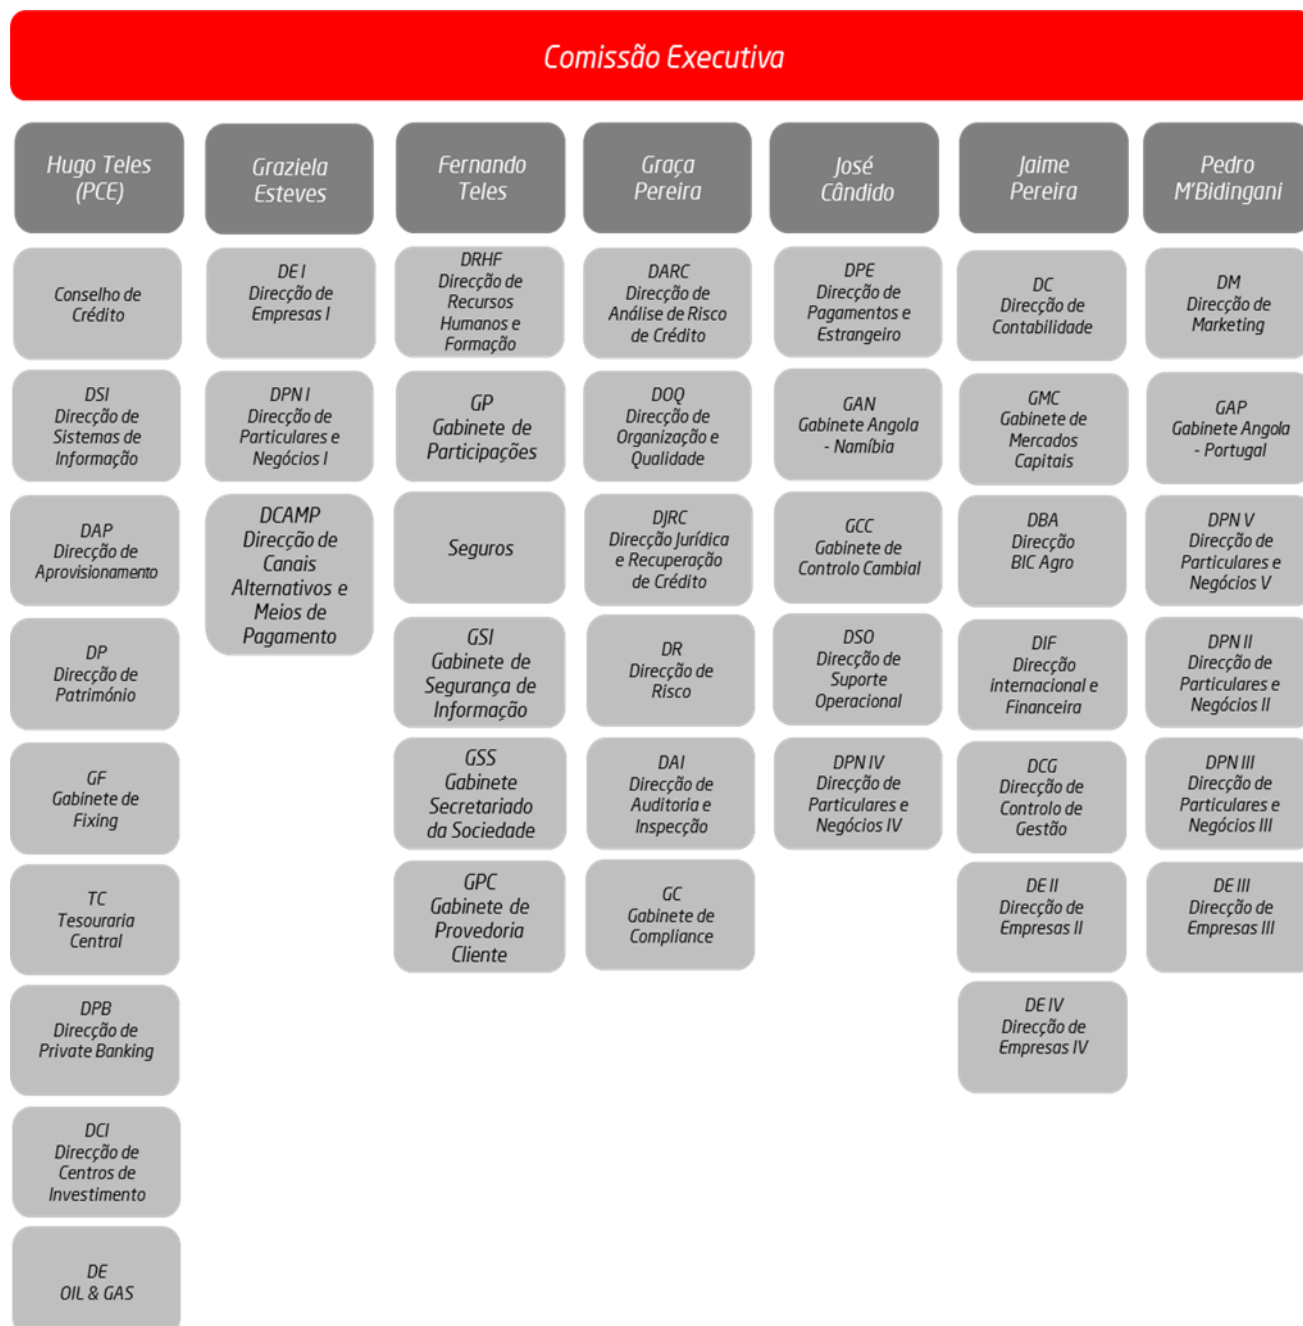 Comissão Executiva
Hugo Teles
(PCE)
Conselho de
Crédito
DSI
Direcção de
Sistemas de
Informação
DAP
Direcção de
Aprovisionamento
DP
Direcção de
Património
GF
Gabinete de
Fixing
TC
Tesouraria
Central
DPB
Direcção de
Private Banking
DCI
Direcção de
Centros de
Investimento
DE
OIL & GAS
Graziela
Esteves
DE I
Direcção de
Empresas I
DPN I
Direcção de
Particulares e
Negócios I
DCAMP
Direcção de
Canais
Alternativos e
Meios de
Pagamento
Fernando
Teles
DRHF
Direcção de
Recursos
Humanos e
Formação
GP
Gabinete de
Participações
Seguros
GSI
Gabinete de
Segurança de
Informação
GSS
Gabinete
Secretariado
da Sociedade
GPC
Gabinete de
Provedoria
Cliente
Graça
Pereira
DARC
Direcção de
Análise de Risco
de Crédito
DOQ
Direcção de
Organização e
Qualidade
DJRC
Direcção Jurídica
e Recuperação
de Crédito
DR
Direcção de
Risco
DAI
Direcção de
Auditoria e
Inspecção
GC
Gabinete de
Compliance
José
Cândido
DPE
Direcção de
Pagamentos e
Estrangeiro
GAN
Gabinete Angola
- Namíbia
GCC
Gabinete de
Controlo Cambial
DSO
Direcção de
Suporte
Operacional
DPN IV
Direcção de
Particulares e
Negócios IV
Jaime
Pereira
DC
Direcção de
Contabilidade
GMC
Gabinete de
Mercados
Capitais
DBA
Direcção
BIC Agro
DIF
Direcção
internacional e
Financeira
DCG
Direcção de
Controlo de
Gestão
DE II
Direcção de
Empresas II
DE IV
Direcção de
Empresas IV
Pedro
M'Bidingani
DM
Direcção de
Marketing
GAP
Gabinete Angola
- Portugal
DPN V
Direcção de
Particulares e
Negócios V
DPN II
Direcção de
Particulares e
Negócios II
DPN III
Direcção de
Particulares e
Negócios III
DE III
Direcção de
Empresas III